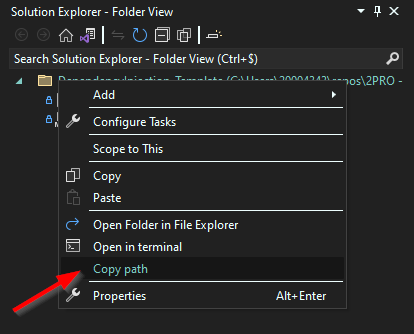 Solution Explorer - Folder View
Search Solution Explorer - Folder View (Ctrl+$)
DependencyInjection_Template (C:\Users\20904242\repos\2PRO -
Add
Configure Tasks
Scope to This
Copy
Paste
Open Folder in File Explorer
Open in terminal
Copy path
Properties Alt+Enter